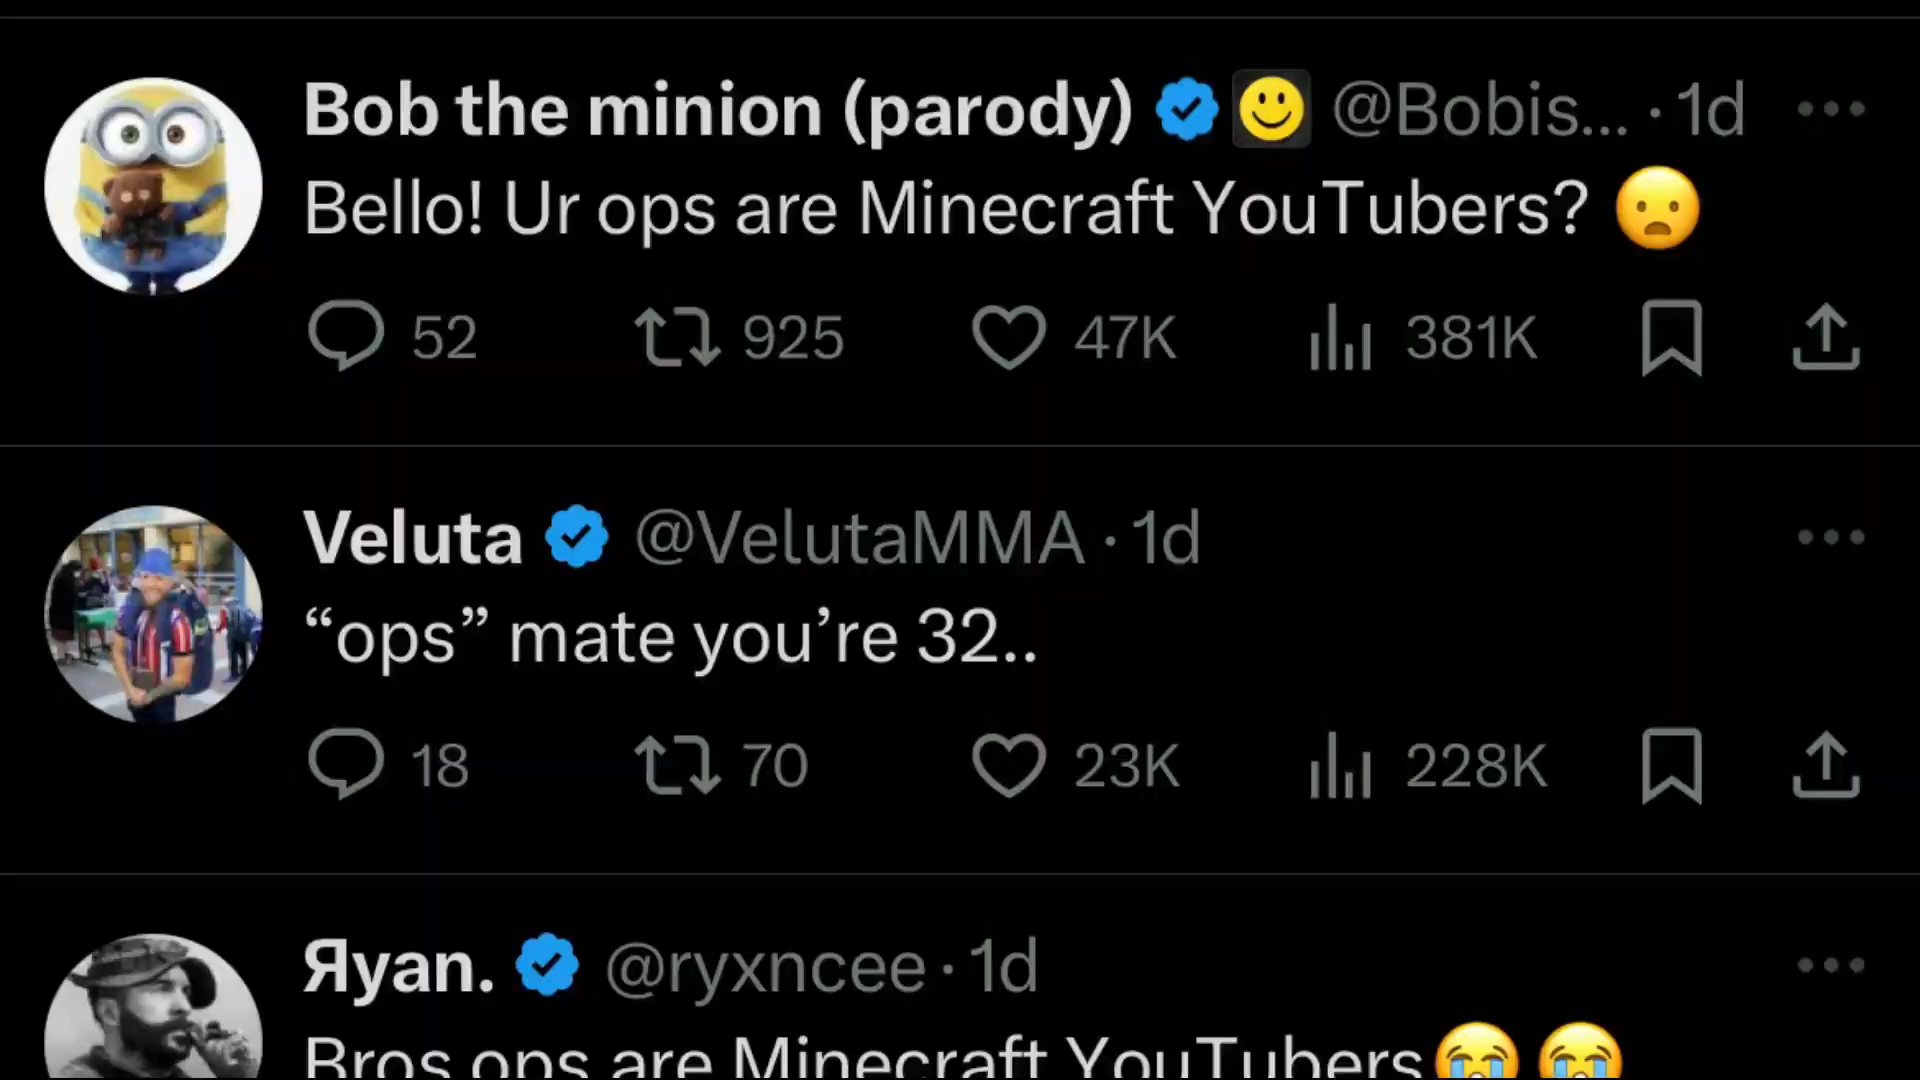 Bob the minion (parody) @Bobis... · 1d
Bello! Ur ops are Minecraft YouTubers? 😦
52 925 47K 381K
Veluta @VelutaMMA · 1d
“ops” mate you’re 32..
18 70 23K 228K
Яyan. @ryxncee · 1d
Bros ops are Minecraft YouTubers😭😭